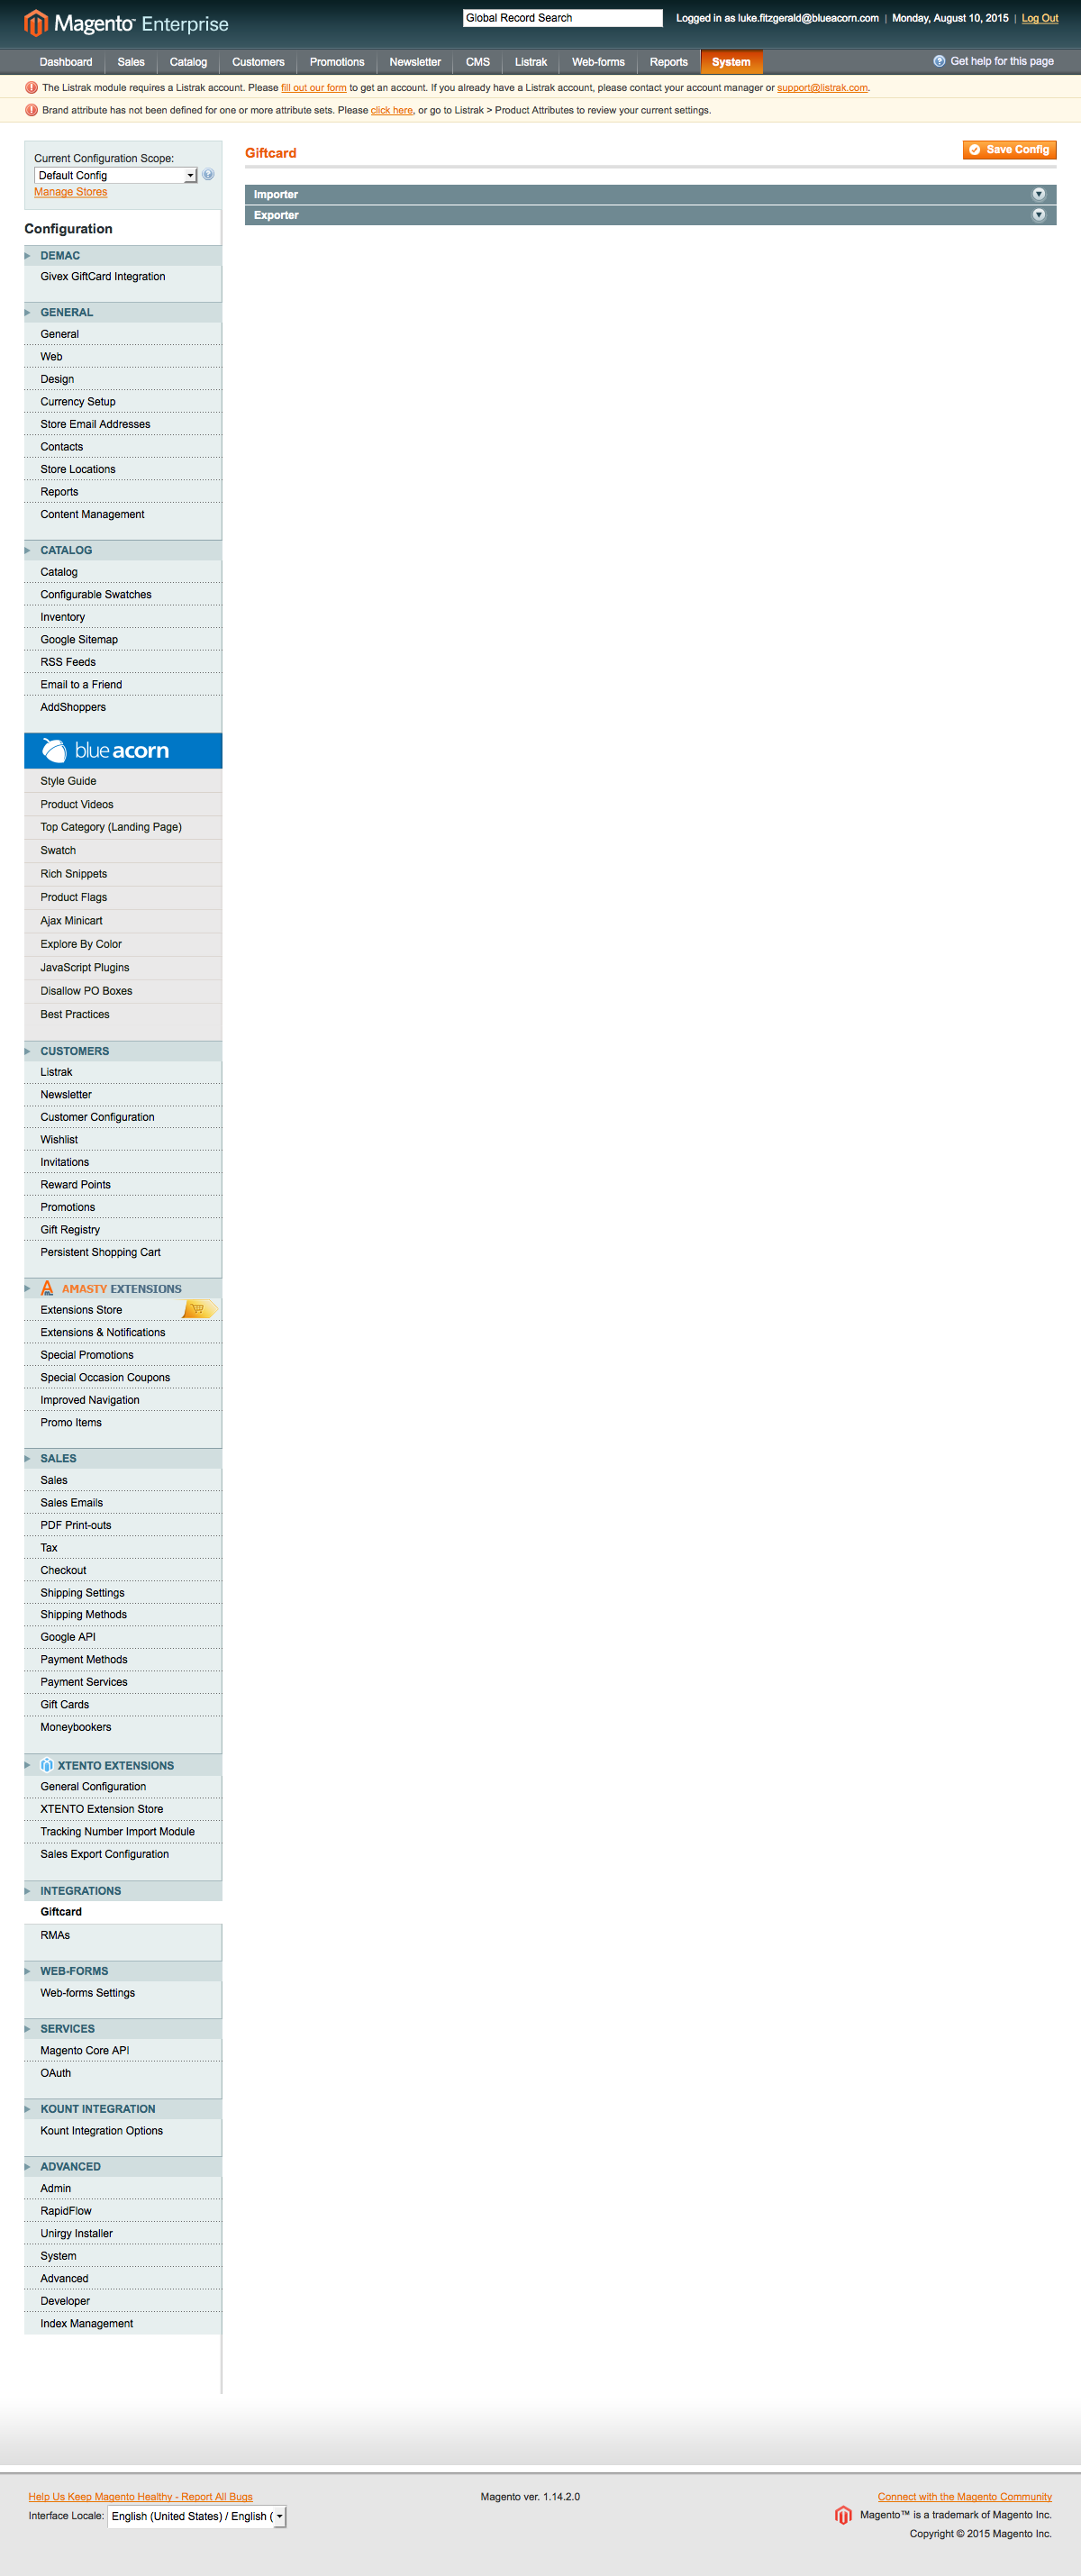 Magento Enterprise
Global Record Search
Logged in as luke.fitzgerald@blueacorn.com | Monday, August 10, 2015 | Log Out
Dashboard Sales Catalog Customers Promotions Newsletter CMS Listrak Web-forms Reports System Get help for this page
The Listrak module requires a Listrak account. Please fill out our form to get an account. If you already have a Listrak account, please contact your account manager or support@listrak.com.
Brand attribute has not been defined for one or more attribute sets. Please click here, or go to Listrak > Product Attributes to review your current settings.
Current Configuration Scope:
Default Config
Manage Stores
Configuration
DEMAC
Givex GiftCard Integration
GENERAL
General
Web
Design
Currency Setup
Store Email Addresses
Contacts
Store Locations
Reports
Content Management
CATALOG
Catalog
Configurable Swatches
Inventory
Google Sitemap
RSS Feeds
Email to a Friend
AddShoppers
blue acorn
Style Guide
Product Videos
Top Category (Landing Page)
Swatch
Rich Snippets
Product Flags
Ajax Minicart
Explore By Color
JavaScript Plugins
Disallow PO Boxes
Best Practices
CUSTOMERS
Listrak
Newsletter
Customer Configuration
Wishlist
Invitations
Reward Points
Promotions
Gift Registry
Persistent Shopping Cart
AMASTY EXTENSIONS
Extensions Store
Extensions & Notifications
Special Promotions
Special Occasion Coupons
Improved Navigation
Promo Items
SALES
Sales
Sales Emails
PDF Print-outs
Tax
Checkout
Shipping Settings
Shipping Methods
Google API
Payment Methods
Payment Services
Gift Cards
Moneybookers
XTENTO EXTENSIONS
General Configuration
XTENTO Extension Store
Tracking Number Import Module
Sales Export Configuration
INTEGRATIONS
Giftcard
RMAs
WEB-FORMS
Web-forms Settings
SERVICES
Magento Core API
OAuth
KOUNT INTEGRATION
Kount Integration Options
ADVANCED
Admin
RapidFlow
Unirgy Installer
System
Advanced
Developer
Index Management
Giftcard
Save Config
Importer
Exporter
Help Us Keep Magento Healthy - Report All Bugs
Interface Locale: English (United States) / English (
Magento ver. 1.14.2.0
Connect with the Magento Community
Magento™ is a trademark of Magento Inc.
Copyright © 2015 Magento Inc.